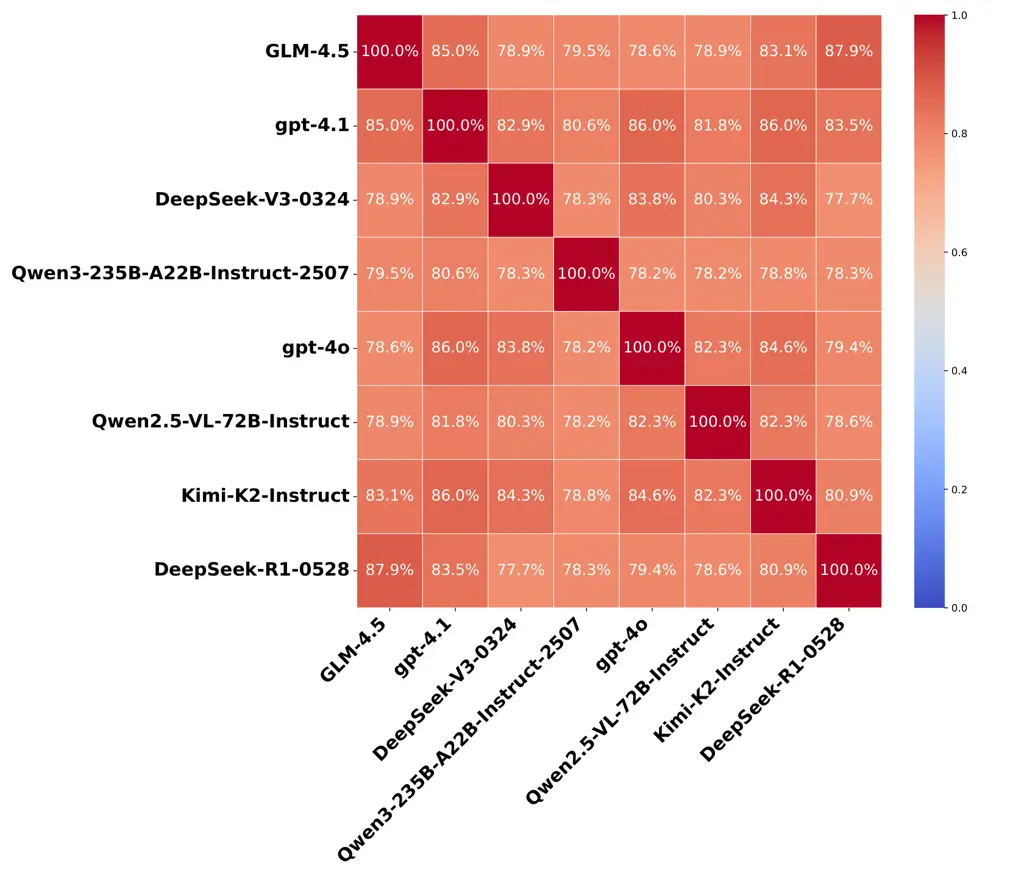 GLM-4.5 100.0% 85.0% 78.9% 79.5% 78.6% 78.9% 83.1% 87.9%
gpt-4.1 85.0% 100.0% 82.9% 80.6% 86.0% 81.8% 86.0% 83.5%
DeepSeek-V3-0324 78.9% 82.9% 100.0% 78.3% 83.8% 80.3% 84.3% 77.7%
Qwen3-235B-A22B-Instruct-2507 79.5% 80.6% 78.3% 100.0% 78.2% 78.2% 78.8% 78.3%
gpt-4o 78.6% 86.0% 83.8% 78.2% 100.0% 82.3% 84.6% 79.4%
Qwen2.5-VL-72B-Instruct 78.9% 81.8% 80.3% 78.2% 82.3% 100.0% 82.3% 78.6%
Kimi-K2-Instruct 83.1% 86.0% 84.3% 78.8% 84.6% 82.3% 100.0% 80.9%
DeepSeek-R1-0528 87.9% 83.5% 77.7% 78.3% 79.4% 78.6% 80.9% 100.0%
GLM-4.5
gpt-4.1
DeepSeek-V3-0324
Qwen3-235B-A22B-Instruct-2507
gpt-4o
Qwen2.5-VL-72B-Instruct
Kimi-K2-Instruct
DeepSeek-R1-0528
1.0
0.8
0.6
0.4
0.2
0.0